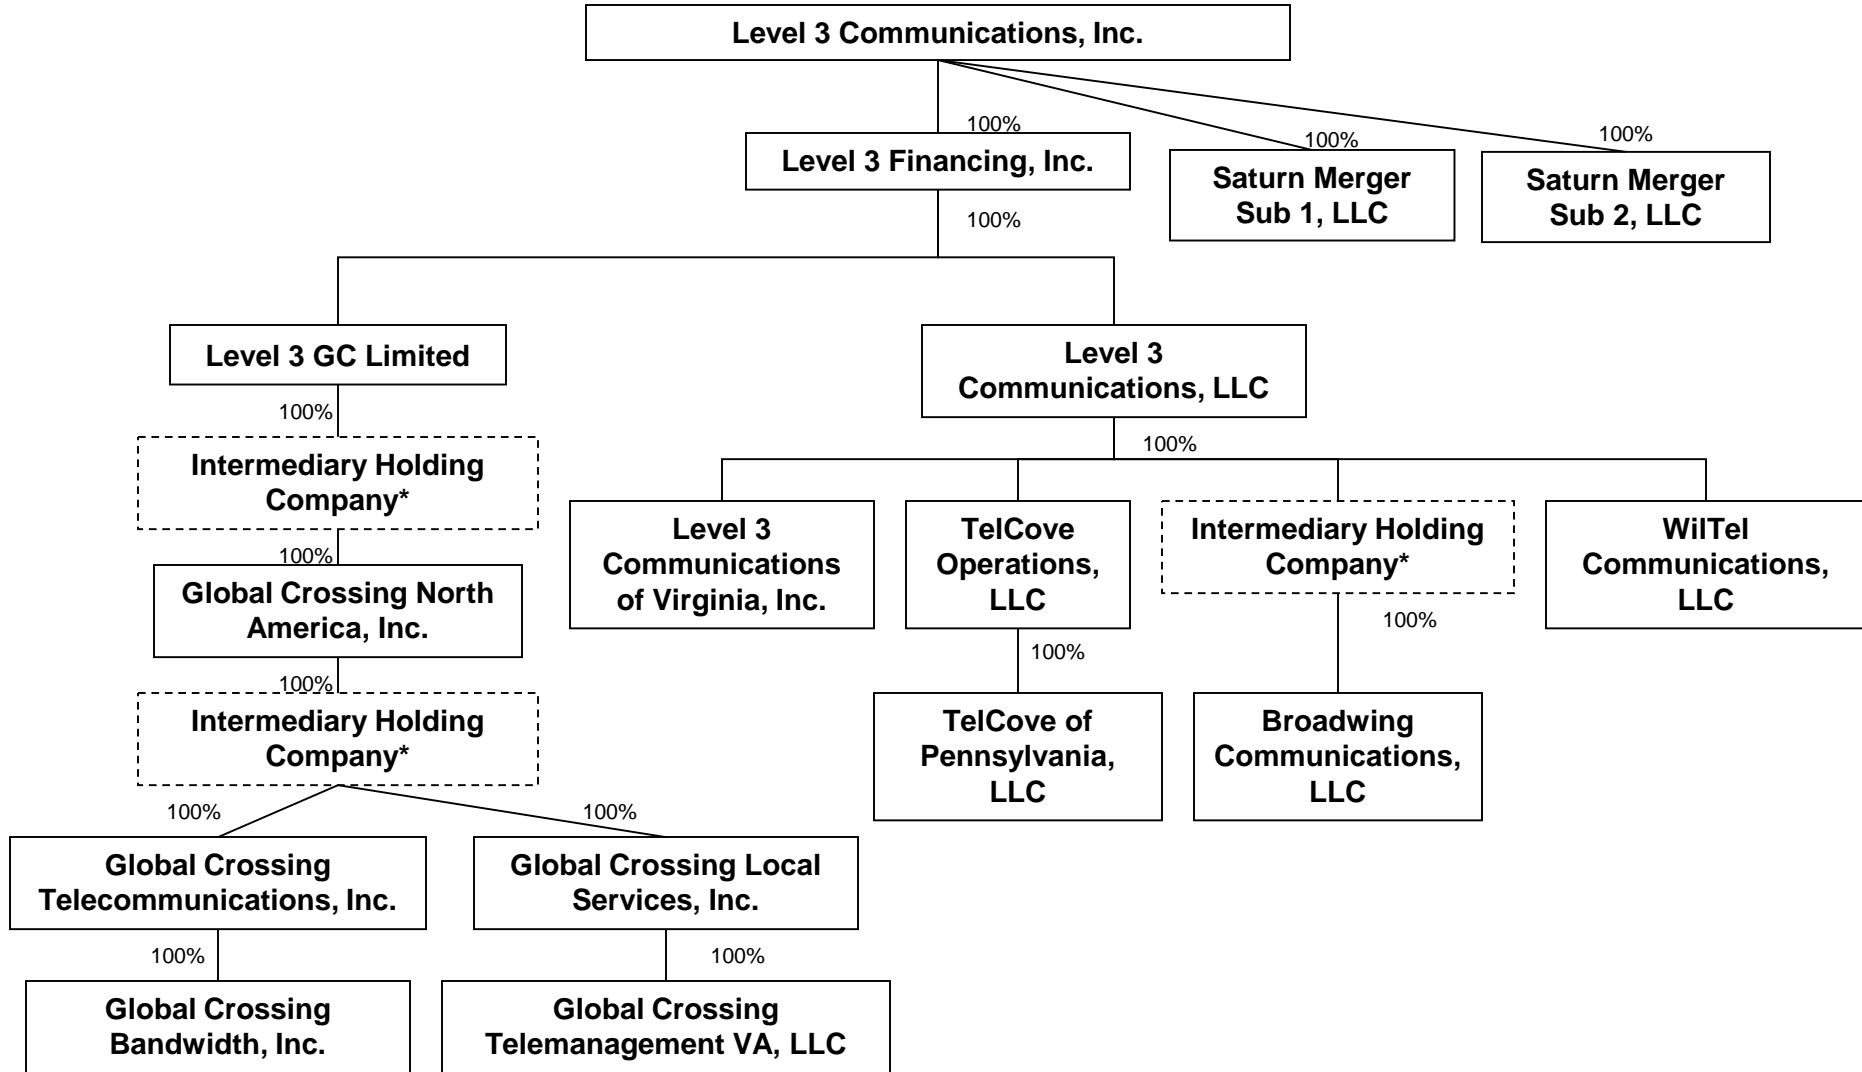 Level 3 Communications, Inc.
100%
100%
100%
Level 3 Financing, Inc.
Saturn Merger
Sub 1, LLC
Saturn Merger
Sub 2, LLC
100%
Level 3 GC Limited
Level 3
Communications, LLC
100%
100%
Intermediary Holding
Company*
Level 3
Communications
of Virginia, Inc.
TelCove
Operations,
LLC
Intermediary Holding
Company*
WilTel
Communications,
LLC
100%
Global Crossing North
America, Inc.
100%
100%
100%
Intermediary Holding
Company*
TelCove of
Pennsylvania,
LLC
Broadwing
Communications,
LLC
100%
100%
Global Crossing
Telecommunications, Inc.
Global Crossing Local
Services, Inc.
100%
100%
Global Crossing
Bandwidth, Inc.
Global Crossing
Telemanagement VA, LLC